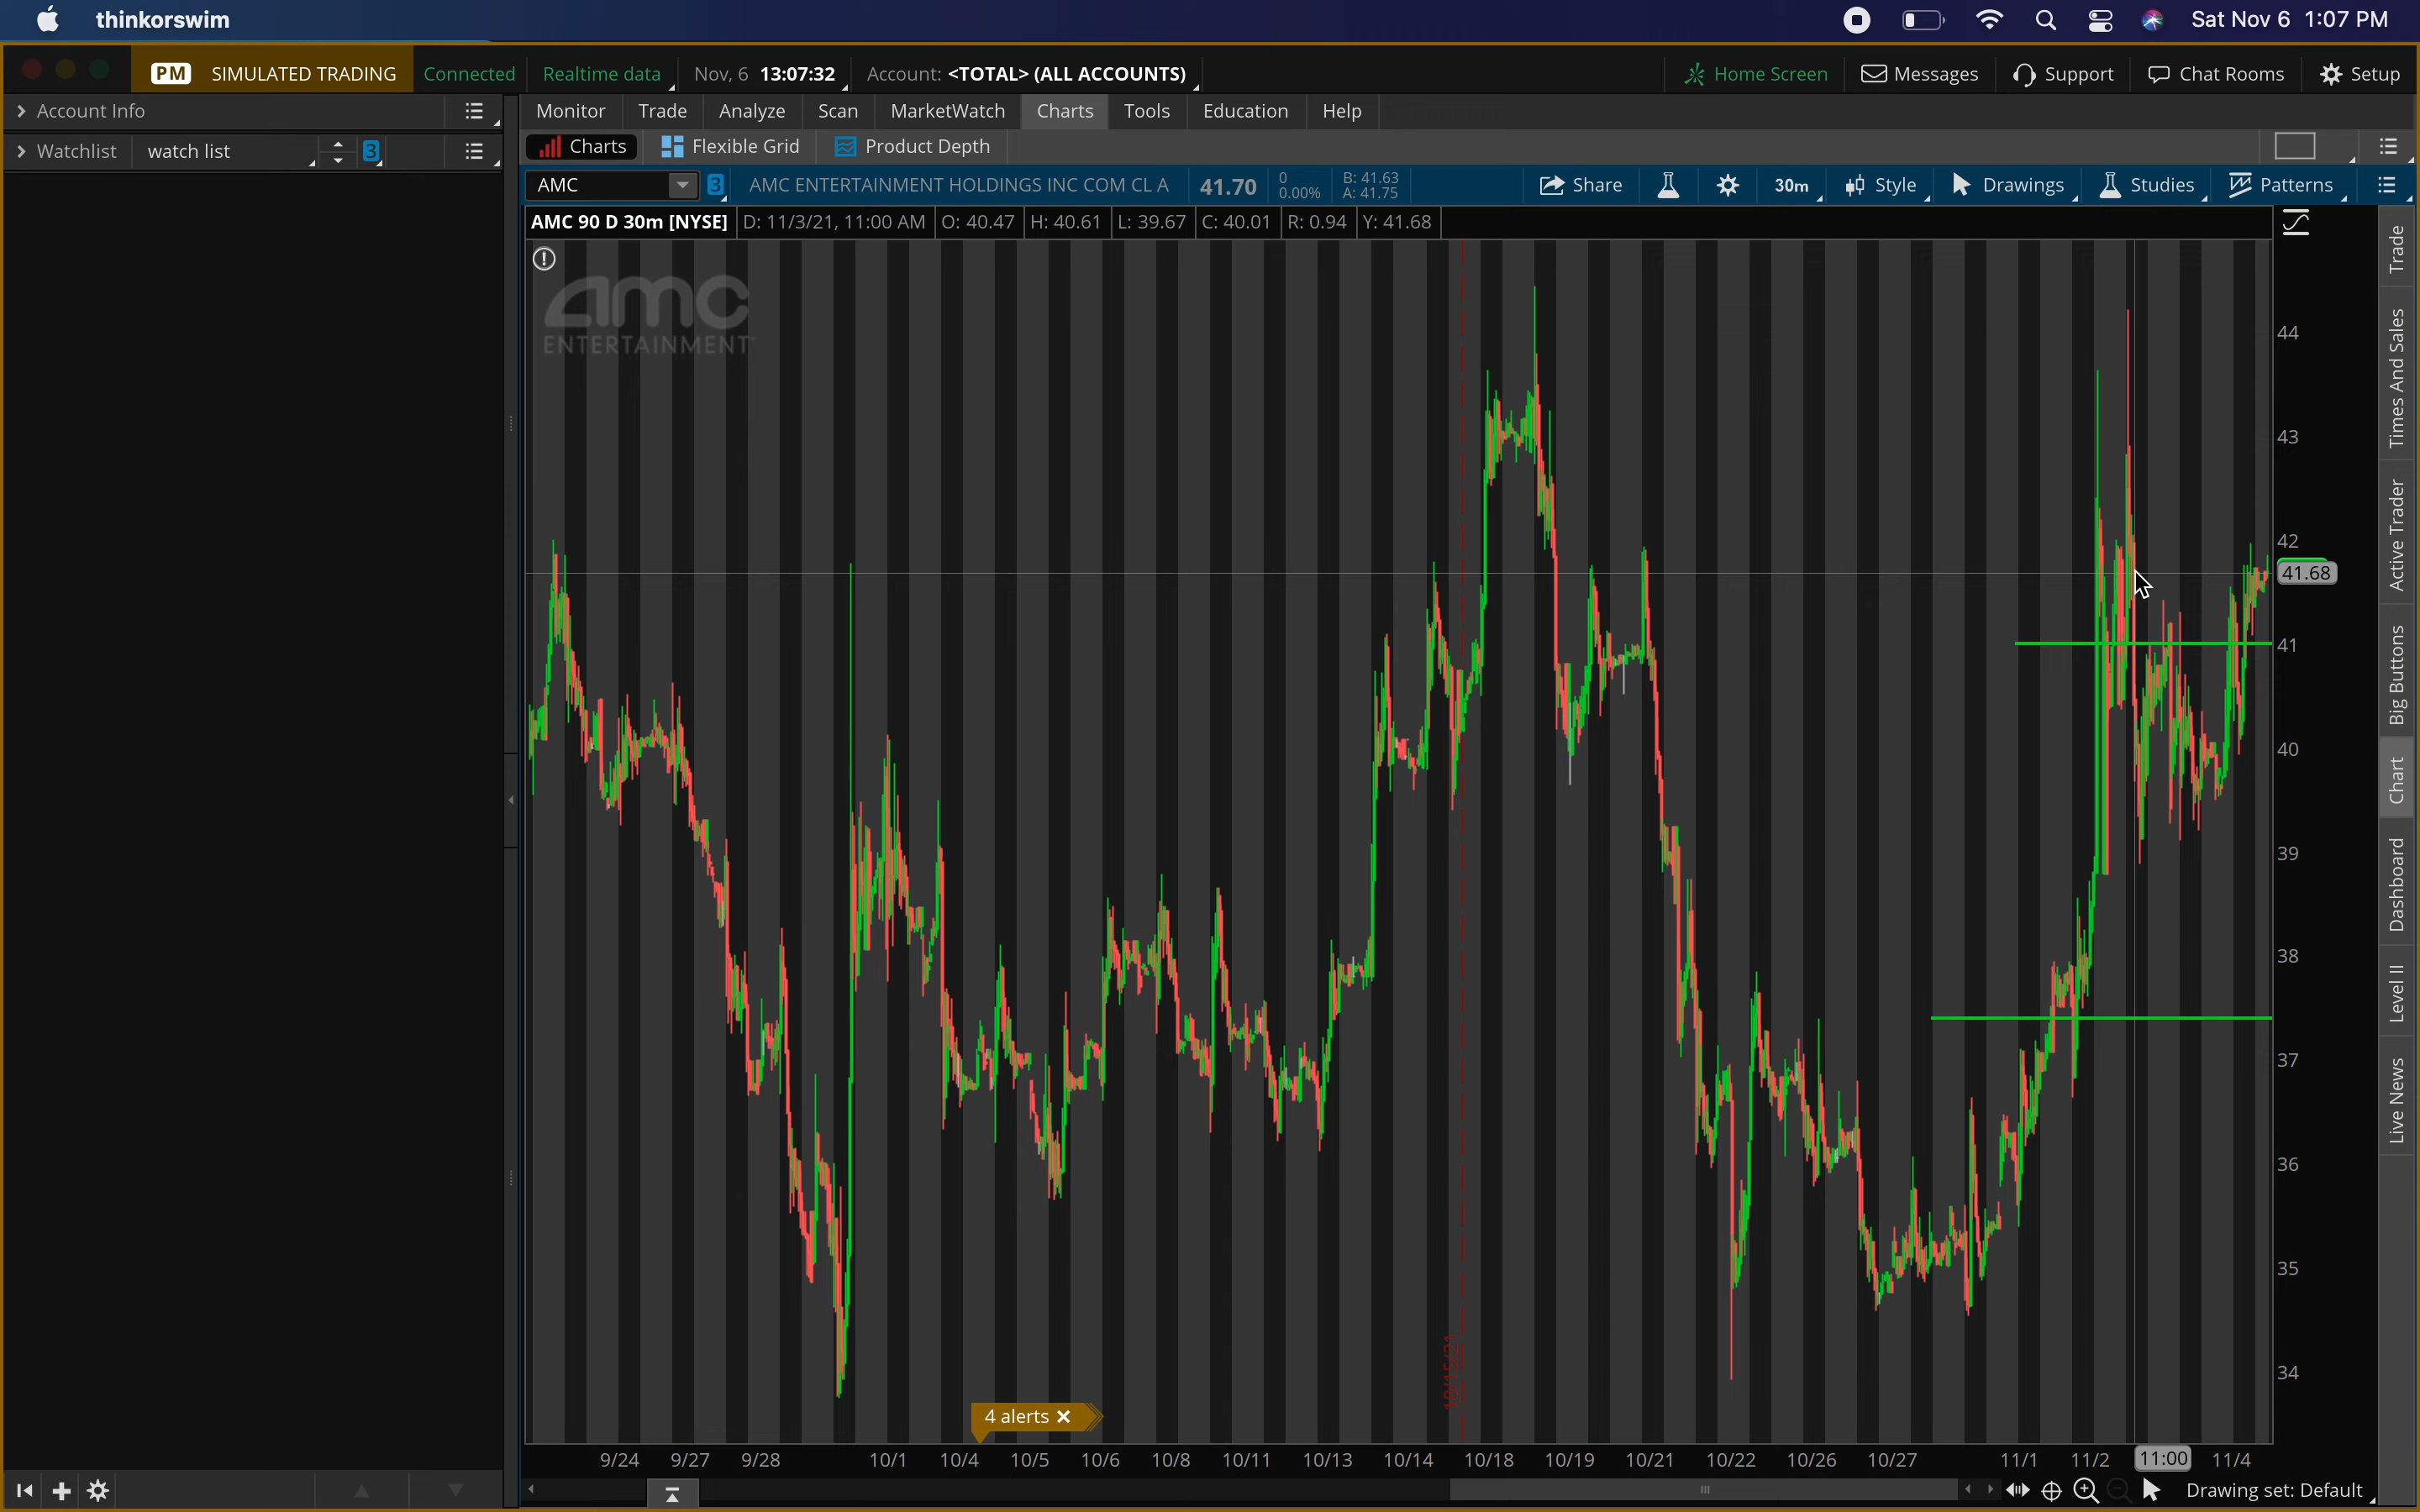 thinkorswim
Sat Nov 6 1:07 PM
PM SIMULATED TRADING Connected Realtime data Nov, 6 13:07:32 Account: <TOTAL> (ALL ACCOUNTS) Home Screen Messages Support Chat Rooms Setup
Account Info
Monitor Trade Analyze Scan MarketWatch Charts Tools Education Help
Watchlist watch list 3
Charts Flexible Grid Product Depth
AMC 3 AMC ENTERTAINMENT HOLDINGS INC COM CL A 41.70 0 0.00% B: 41.63 A: 41.75 Share 30m Style Drawings Studies Patterns
AMC 90 D 30m [NYSE] D: 11/3/21, 11:00 AM O: 40.47 H: 40.61 L: 39.67 C: 40.01 R: 0.94 Y: 41.68
amc
ENTERTAINMENT
44
43
42
41.68
41
40
39
38
37
36
35
34
Trade
Times And Sales
Active Trader
Big Buttons
Chart
Dashboard
Level II
Live News
10/15/21
4 alerts
9/24 9/27 9/28 10/1 10/4 10/5 10/6 10/8 10/11 10/13 10/14 10/18 10/19 10/21 10/22 10/26 10/27 11/1 11/2 11:00 11/4
Drawing set: Default